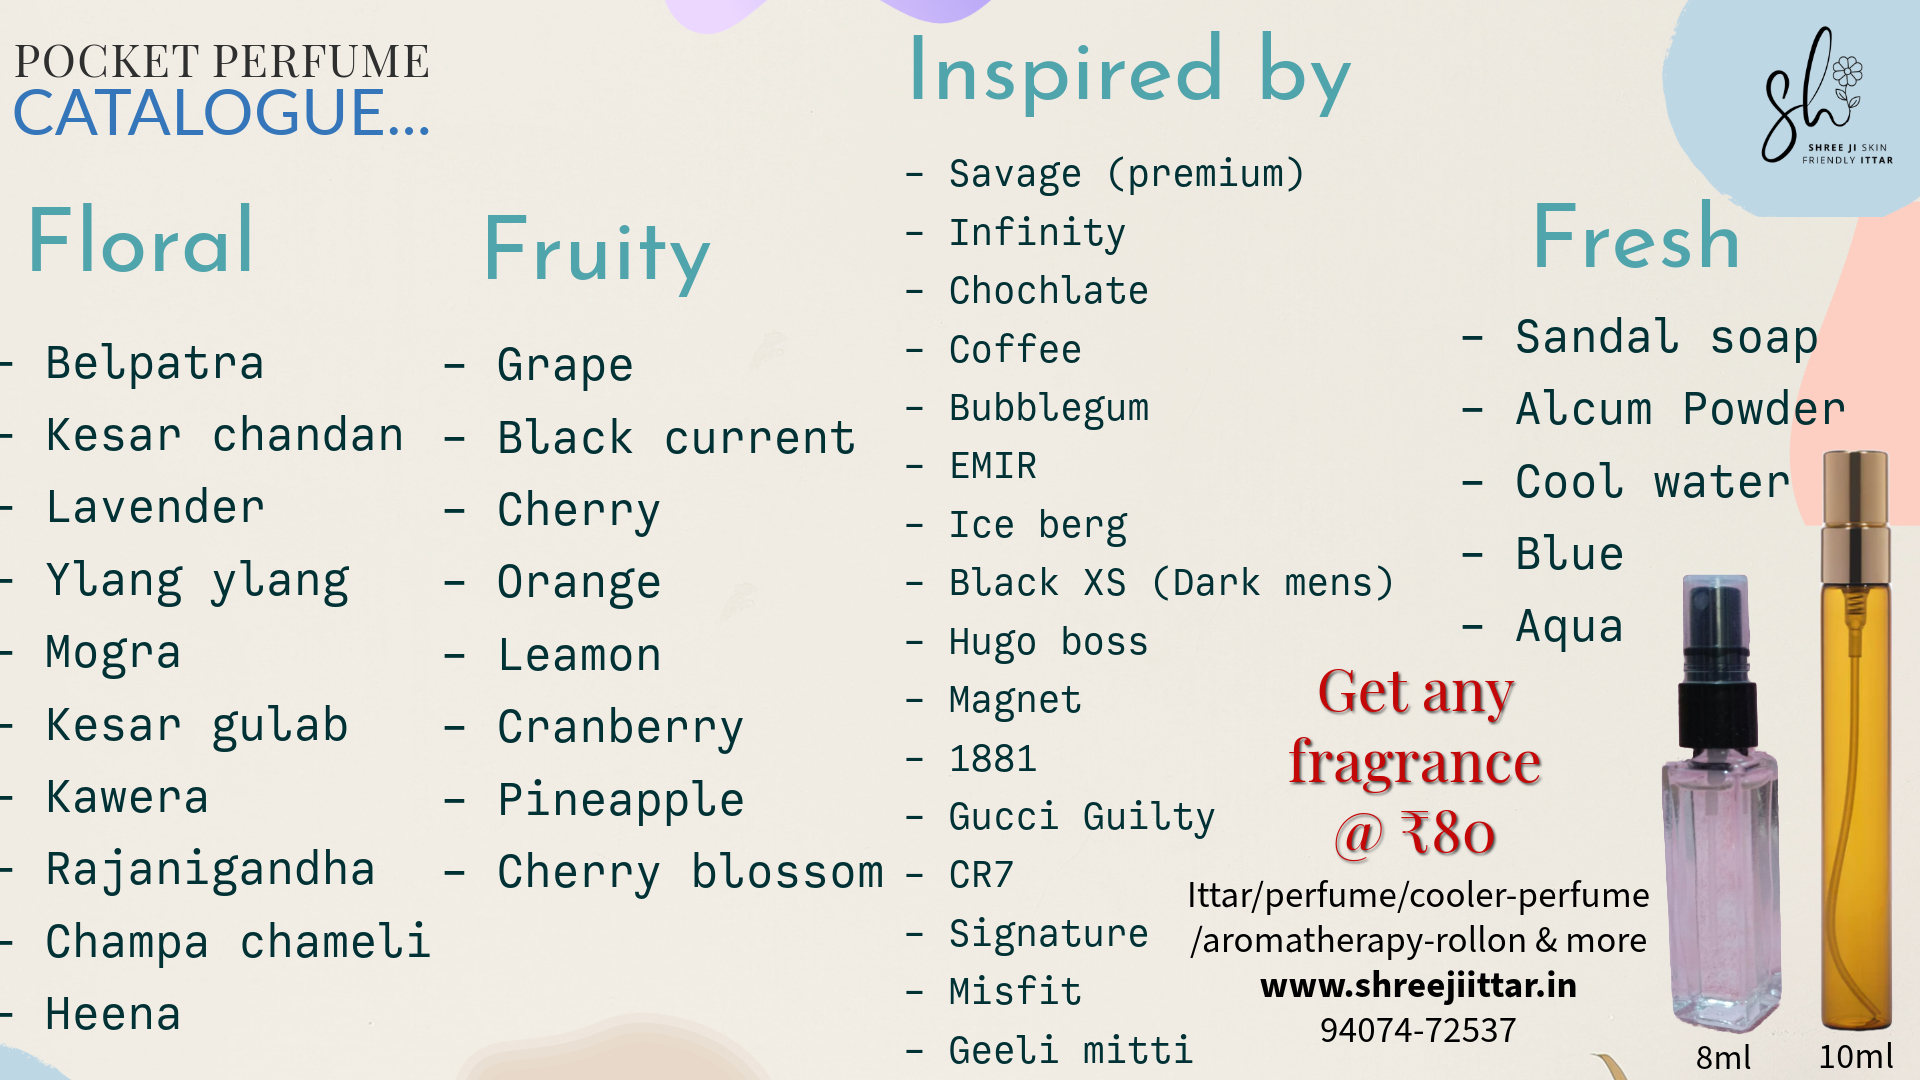 POCKET PERFUME
CATALOGUE...
Floral
- Belpatra
- Kesar chandan
- Lavender
- Ylang ylang
- Mogra
- Kesar gulab
- Kawera
- Rajanigandha
- Champa chameli
- Heena
Fruity
- Grape
- Black current
- Cherry
- Orange
- Leamon
- Cranberry
- Pineapple
- Cherry blossom
Inspired by
- Savage (premium)
- Infinity
- Chochlate
- Coffee
- Bubblegum
- EMIR
- Ice berg
- Black XS (Dark mens)
- Hugo boss
- Magnet
- 1881
- Gucci Guilty
- CR7
- Signature
- Misfit
- Geeli mitti
sh
SHREE JI SKIN
FRIENDLY ITTAR
Fresh
- Sandal soap
- Alcum Powder
- Cool water
- Blue
- Aqua
Get any
fragrance
@ ₹80
Ittar/perfume/cooler-perfume
/aromatherapy-rollon & more
www.shreejiittar.in
94074-72537
8ml
10ml